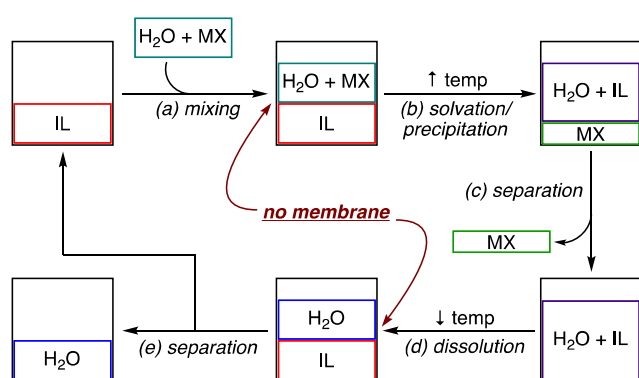 H₂O + MX
IL
(a) mixing
H₂O + MX
IL
↑ temp
(b) solvation/
precipitation
H₂O + IL
MX
(c) separation
no membrane
MX
H₂O
(e) separation
H₂O
IL
↓ temp
(d) dissolution
H₂O + IL